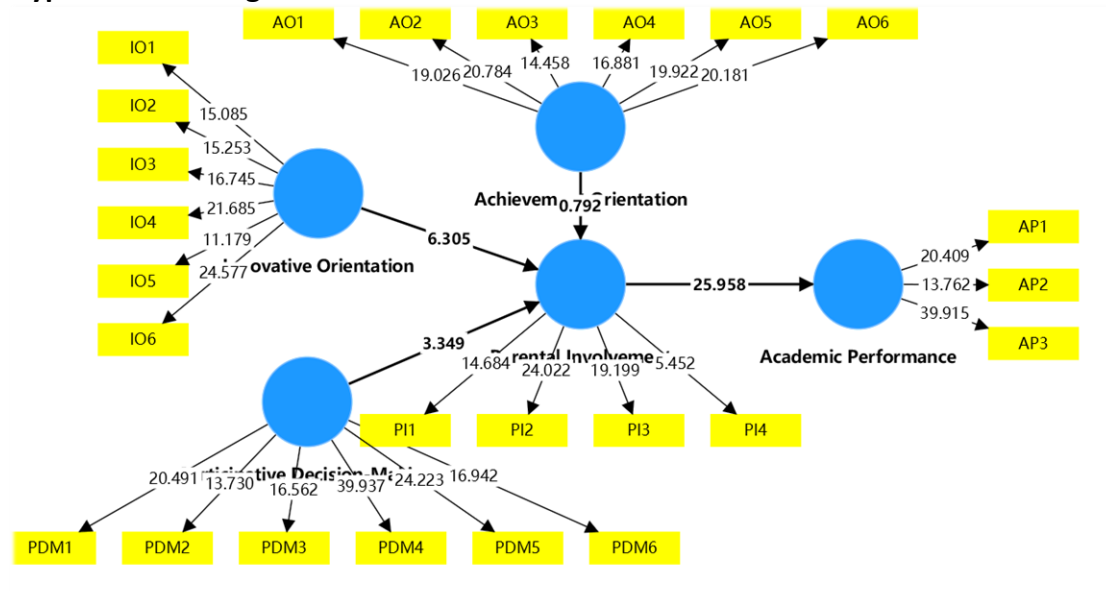 AO1 AO2 AO3 AO4 AO5 AO6
IO1
19.026 20.784 14.458 16.881 19.922 20.181
IO2
15.085
15.253
IO3
16.745
IO4
21.685
Achievem 0.792 rientation
11.179
6.305
AP1
24.577 ovative Orientation
20.409
IO5
25.958
13.762 AP2
39.915
IO6
3.349
AP3
Academic Performance
14.684 24.022 19.199 5.452
PI1 PI2 PI3 PI4
20.491 13.730 16.562 39.937 24.223 16.942
PDM1 PDM2 PDM3 PDM4 PDM5 PDM6